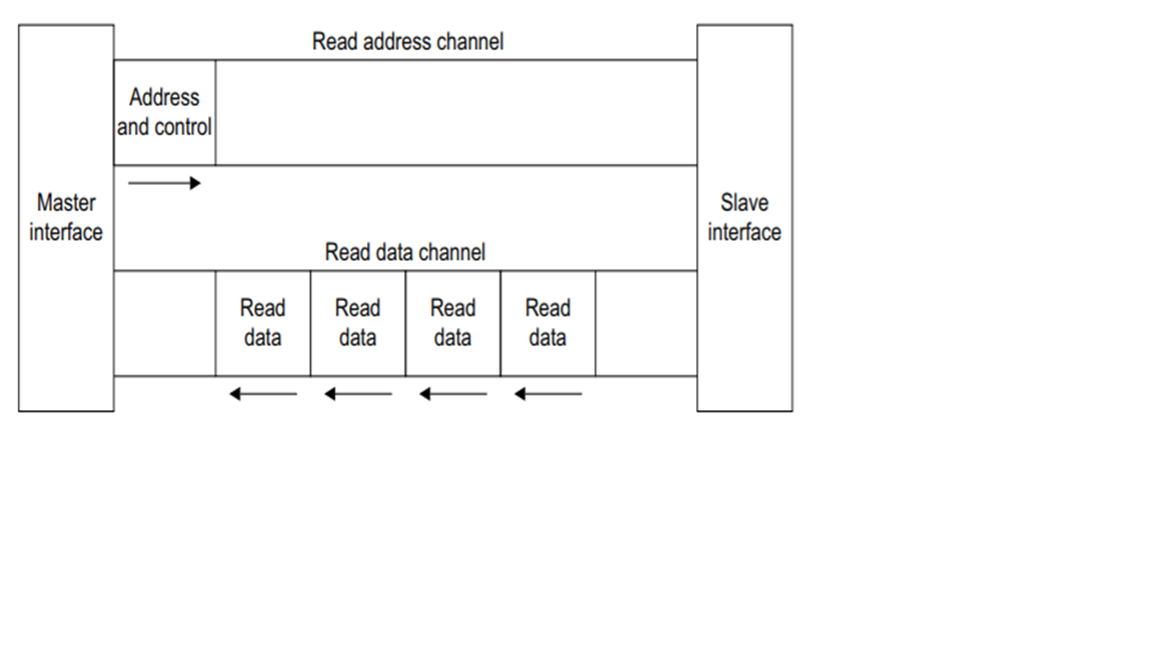 Read address channel
Address
and control
Master
interface
Slave
interface
Read data channel
Read
data
Read
data
Read
data
Read
data